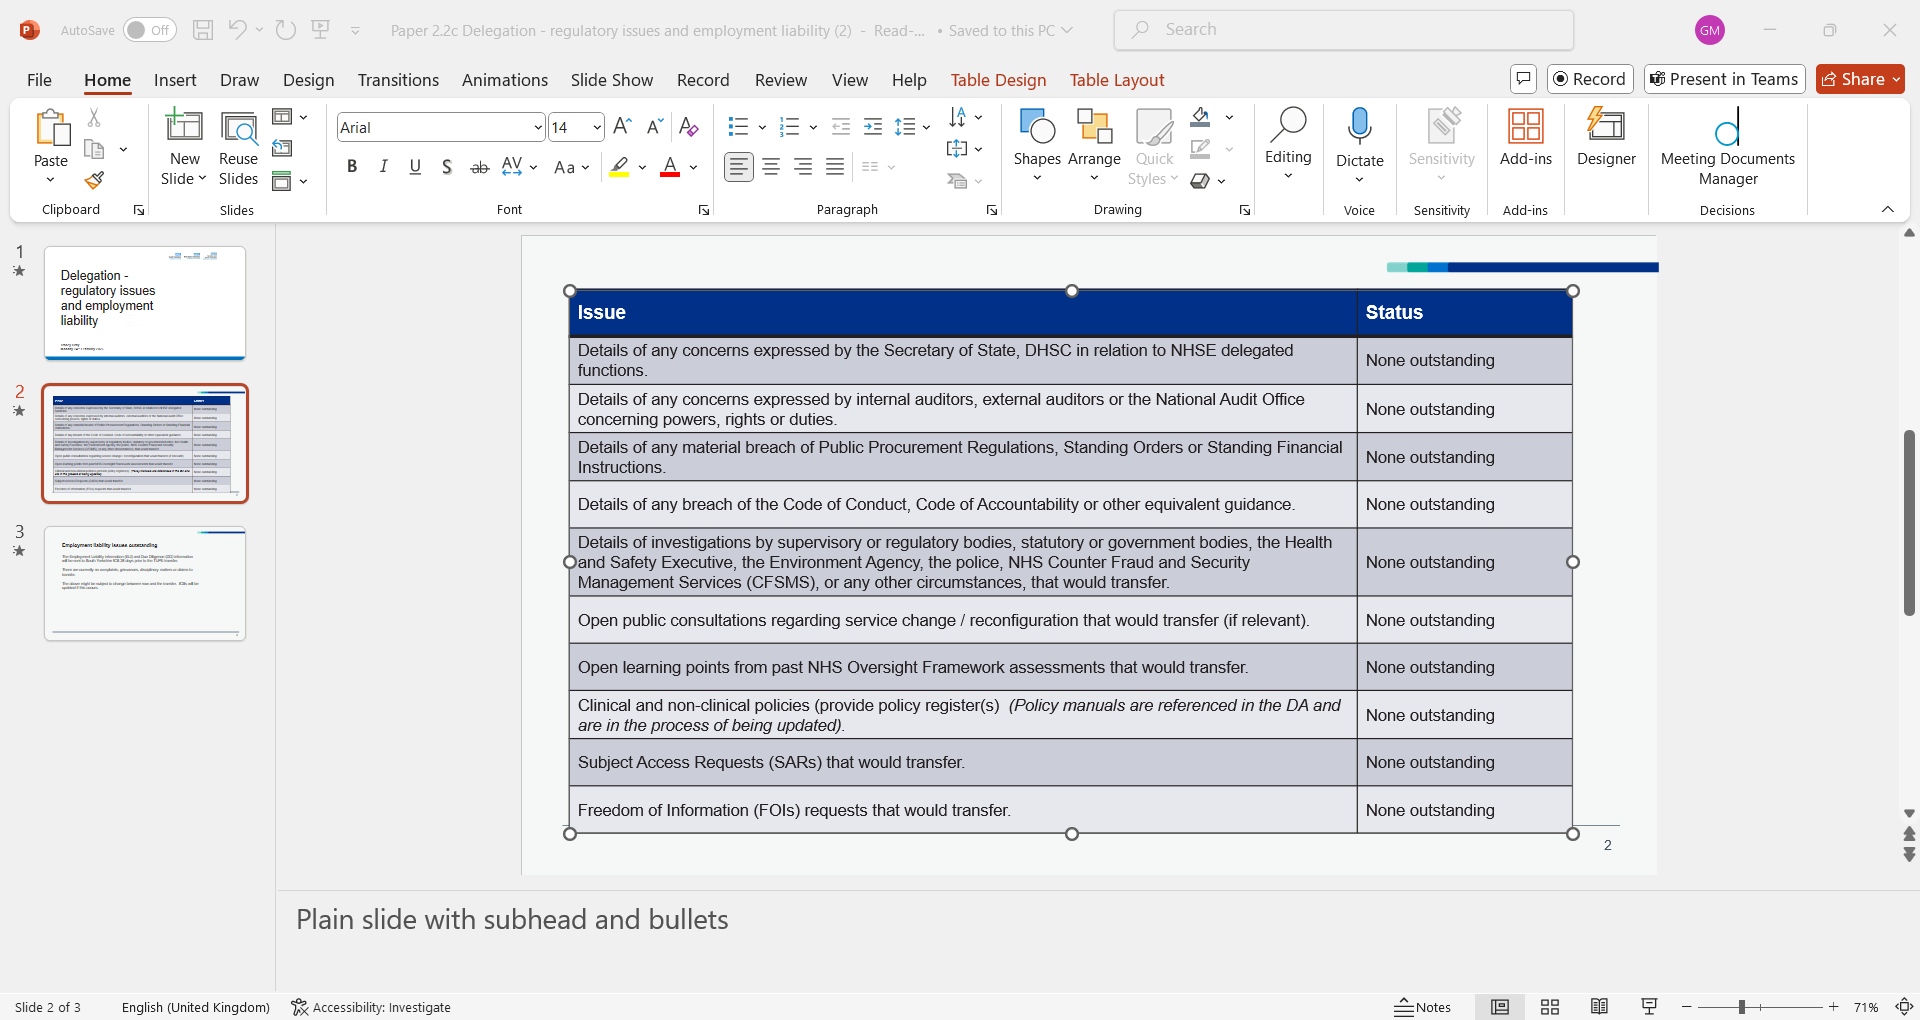 AutoSave Off
Paper 2.2c Delegation - regulatory issues and employment liability (2) - Read-... • Saved to this PC
Search
GM
File Home Insert Draw Design Transitions Animations Slide Show Record Review View Help Table Design Table Layout
Record Present in Teams Share
Paste
New Slide
Reuse Slides
Arial 14
Shapes Arrange Quick Styles
Editing
Dictate
Sensitivity
Add-ins
Designer
Meeting Documents Manager
Clipboard Slides Font Paragraph Drawing Voice Sensitivity Add-ins Decisions
1
Delegation -
regulatory issues
and employment
liability
2
3
Employment liability issues outstanding
Issue Status
Details of any concerns expressed by the Secretary of State, DHSC in relation to NHSE delegated
functions.
None outstanding
Details of any concerns expressed by internal auditors, external auditors or the National Audit Office
concerning powers, rights or duties.
None outstanding
Details of any material breach of Public Procurement Regulations, Standing Orders or Standing Financial
Instructions.
None outstanding
Details of any breach of the Code of Conduct, Code of Accountability or other equivalent guidance.
None outstanding
Details of investigations by supervisory or regulatory bodies, statutory or government bodies, the Health
and Safety Executive, the Environment Agency, the police, NHS Counter Fraud and Security
Management Services (CFSMS), or any other circumstances, that would transfer.
None outstanding
Open public consultations regarding service change / reconfiguration that would transfer (if relevant).
None outstanding
Open learning points from past NHS Oversight Framework assessments that would transfer.
None outstanding
Clinical and non-clinical policies (provide policy register(s) (Policy manuals are referenced in the DA and
are in the process of being updated).
None outstanding
Subject Access Requests (SARs) that would transfer.
None outstanding
Freedom of Information (FOIs) requests that would transfer.
None outstanding
2
Plain slide with subhead and bullets
Slide 2 of 3
English (United Kingdom)
Accessibility: Investigate
Notes
71%